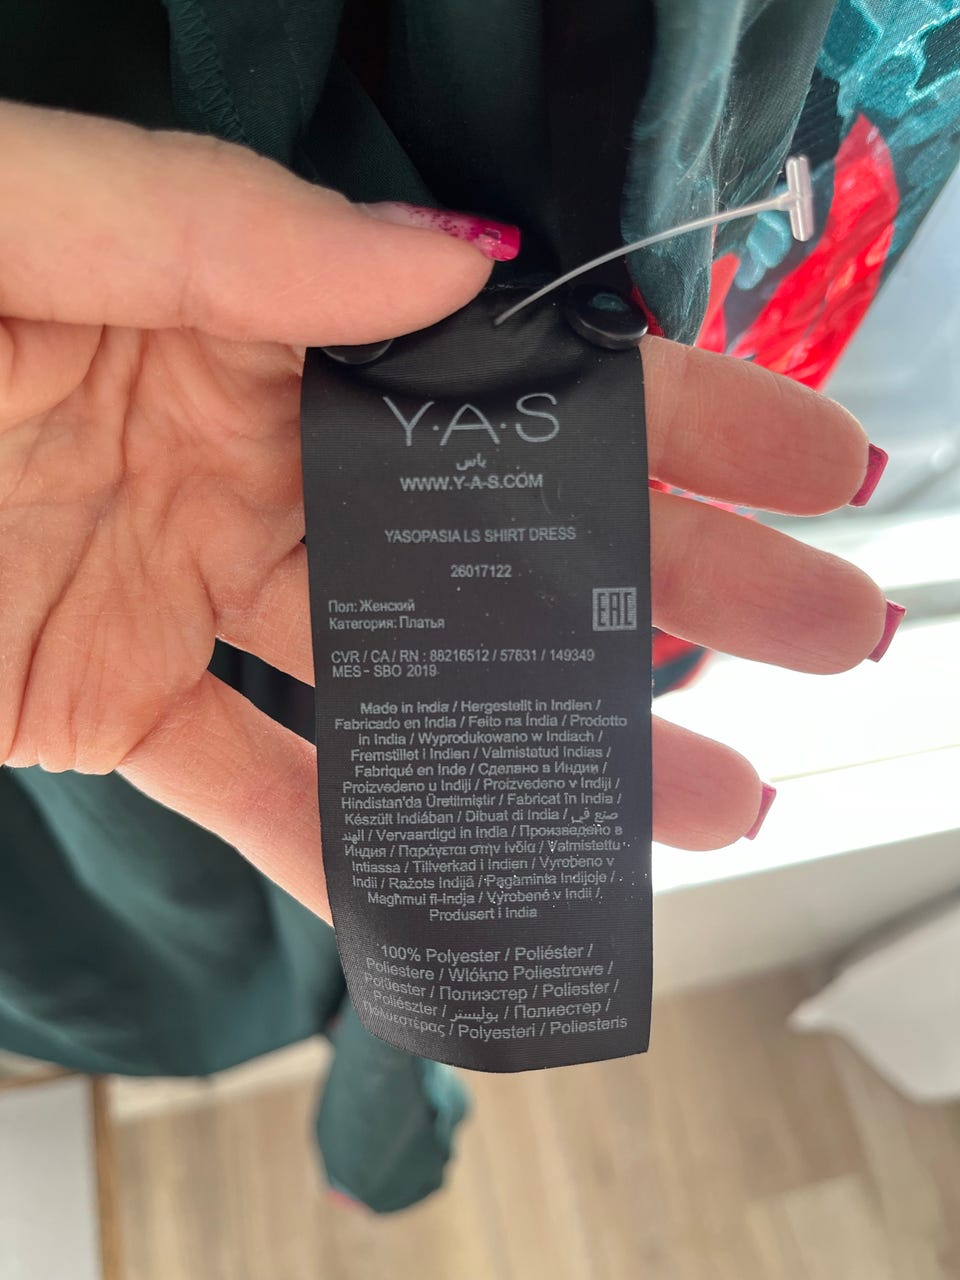 Y.A.S
ياس
WWW.Y-A-S.COM
YASOPASIA LS SHIRT DRESS
26017122
Пол: Женский
Категория: Платья
EAC
CVR / CA / RN : 88216512 / 57631 / 149349
MES - SBO 2019
Made in India / Hergestellt in Indien /
Fabricado en India / Feito na Índia / Prodotto
in India / Wyprodukowano w Indiach /
Fremstillet i Indien / Valmistatud Indias /
Fabriqué en Inde / Сделано в Индии /
Proizvedeno u Indiji / Proizvedeno v Indiji /
Hindistan'da Üretilmiştir / Fabricat în India /
Készült Indiában / Dibuat di India / صنع في
الهند / Vervaardigd in India / Произведено в
Индия / Παράγεται στην Ινδία / Valmistettu
Intiassa / Tillverkad i Indien / Vyrobeno v
Indii / Ražots Indijā / Pagaminta Indijoje /
Magħmul fl-Indja / Vyrobené v Indii /
Produsert i India
100% Polyester / Poliéster /
Poliestere / Włókno Poliestrowe /
Polüester / Полиэстер / Poliester /
Poliészter / بوليستر / Полиестер /
Πολυεστέρας / Polyesteri / Poliesteris